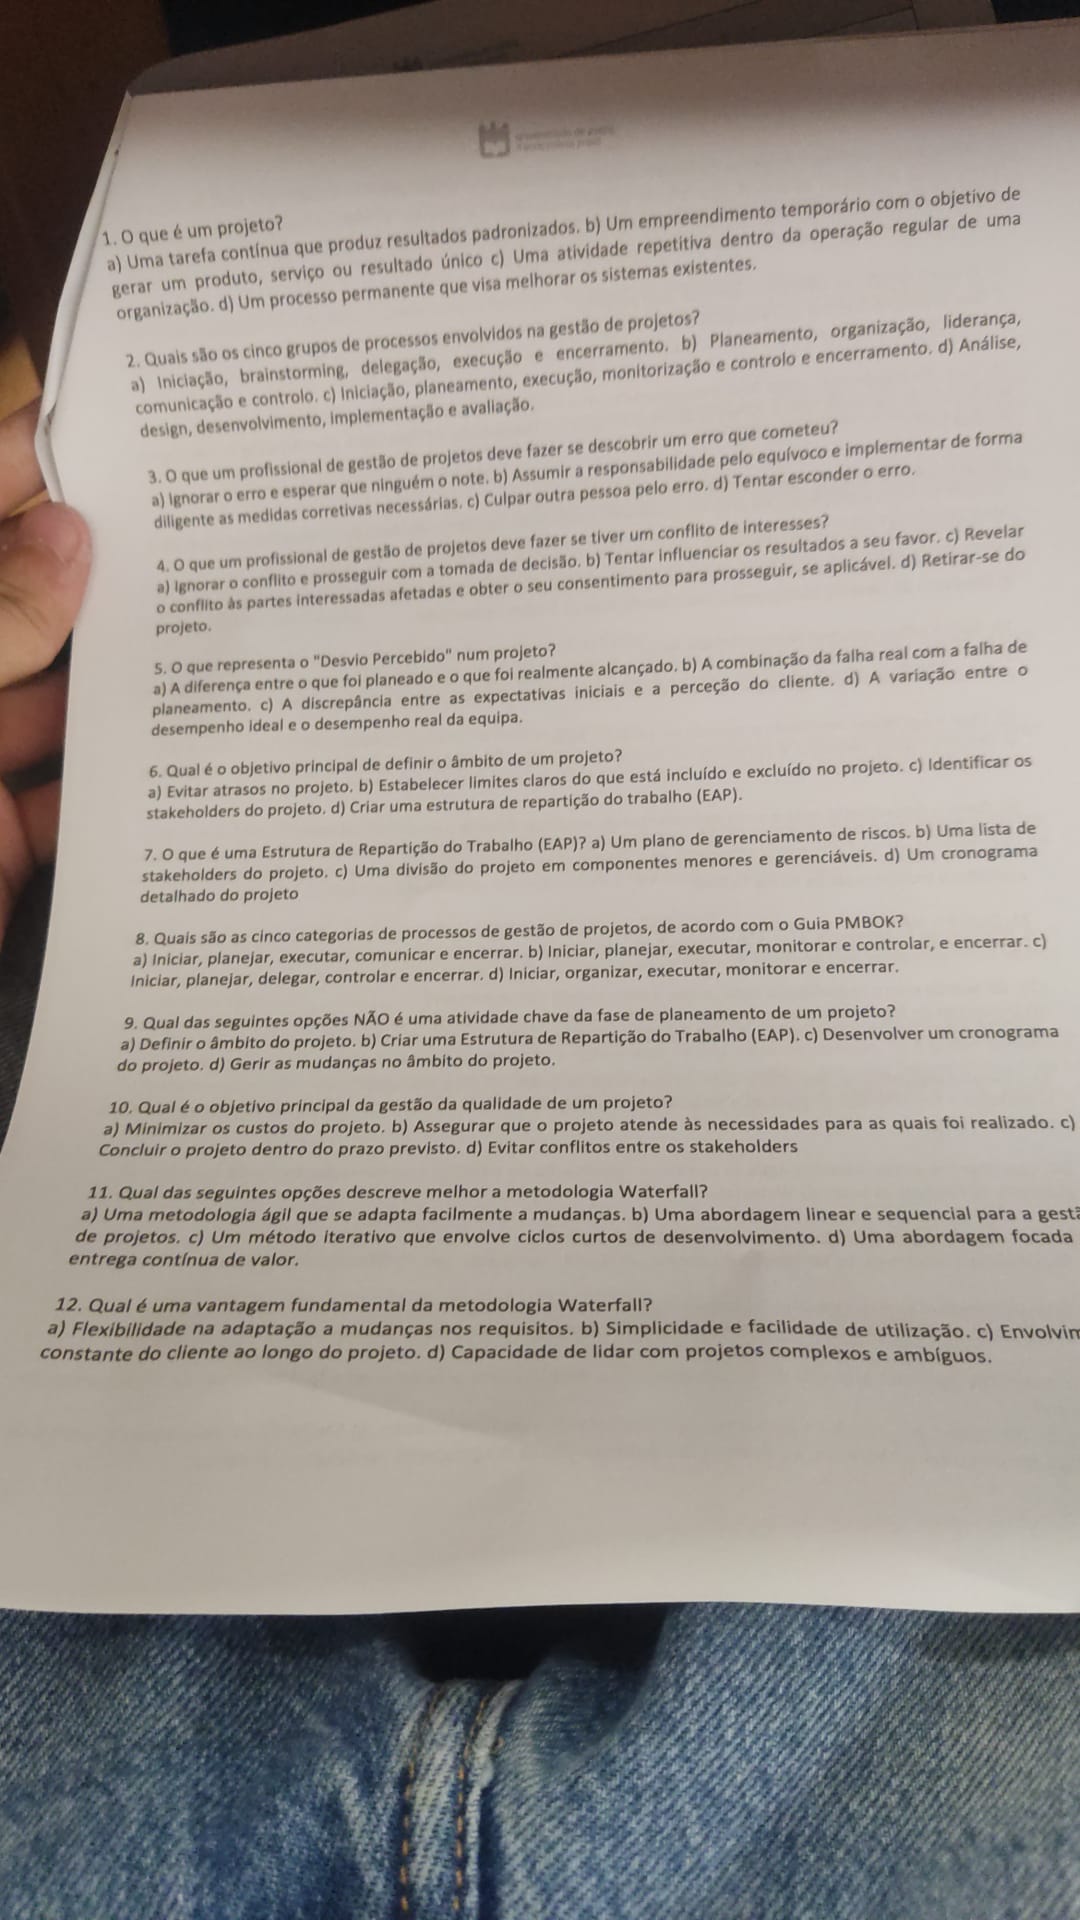 1. O que é um projeto?
a) Uma tarefa contínua que produz resultados padronizados. b) Um empreendimento temporário com o objetivo de
gerar um produto, serviço ou resultado único c) Uma atividade repetitiva dentro da operação regular de uma
organização. d) Um processo permanente que visa melhorar os sistemas existentes.
2. Quais são os cinco grupos de processos envolvidos na gestão de projetos?
a) Iniciação, brainstorming, delegação, execução e encerramento. b) Planeamento, organização, liderança,
comunicação e controlo. c) Iniciação, planeamento, execução, monitorização e controlo e encerramento. d) Análise,
design, desenvolvimento, implementação e avaliação.
3. O que um profissional de gestão de projetos deve fazer se descobrir um erro que cometeu?
a) Ignorar o erro e esperar que ninguém o note. b) Assumir a responsabilidade pelo equívoco e implementar de forma
diligente as medidas corretivas necessárias. c) Culpar outra pessoa pelo erro. d) Tentar esconder o erro.
4. O que um profissional de gestão de projetos deve fazer se tiver um conflito de interesses?
a) Ignorar o conflito e prosseguir com a tomada de decisão. b) Tentar influenciar os resultados a seu favor. c) Revelar
o conflito às partes interessadas afetadas e obter o seu consentimento para prosseguir, se aplicável. d) Retirar-se do
projeto.
5. O que representa o "Desvio Percebido" num projeto?
a) A diferença entre o que foi planeado e o que foi realmente alcançado. b) A combinação da falha real com a falha de
planeamento. c) A discrepância entre as expectativas iniciais e a perceção do cliente. d) A variação entre o
desempenho ideal e o desempenho real da equipa.
6. Qual é o objetivo principal de definir o âmbito de um projeto?
a) Evitar atrasos no projeto. b) Estabelecer limites claros do que está incluído e excluído no projeto. c) Identificar os
stakeholders do projeto. d) Criar uma estrutura de repartição do trabalho (EAP).
7. O que é uma Estrutura de Repartição do Trabalho (EAP)? a) Um plano de gerenciamento de riscos. b) Uma lista de
stakeholders do projeto. c) Uma divisão do projeto em componentes menores e gerenciáveis. d) Um cronograma
detalhado do projeto
8. Quais são as cinco categorias de processos de gestão de projetos, de acordo com o Guia PMBOK?
a) Iniciar, planejar, executar, comunicar e encerrar. b) Iniciar, planejar, executar, monitorar e controlar, e encerrar. c)
Iniciar, planejar, delegar, controlar e encerrar. d) Iniciar, organizar, executar, monitorar e encerrar.
9. Qual das seguintes opções NÃO é uma atividade chave da fase de planeamento de um projeto?
a) Definir o âmbito do projeto. b) Criar uma Estrutura de Repartição do Trabalho (EAP). c) Desenvolver um cronograma
do projeto. d) Gerir as mudanças no âmbito do projeto.
10. Qual é o objetivo principal da gestão da qualidade de um projeto?
a) Minimizar os custos do projeto. b) Assegurar que o projeto atende às necessidades para as quais foi realizado. c)
Concluir o projeto dentro do prazo previsto. d) Evitar conflitos entre os stakeholders
11. Qual das seguintes opções descreve melhor a metodologia Waterfall?
a) Uma metodologia ágil que se adapta facilmente a mudanças. b) Uma abordagem linear e sequencial para a gestã
de projetos. c) Um método iterativo que envolve ciclos curtos de desenvolvimento. d) Uma abordagem focada
entrega contínua de valor.
12. Qual é uma vantagem fundamental da metodologia Waterfall?
a) Flexibilidade na adaptação a mudanças nos requisitos. b) Simplicidade e facilidade de utilização. c) Envolvim
constante do cliente ao longo do projeto. d) Capacidade de lidar com projetos complexos e ambíguos.